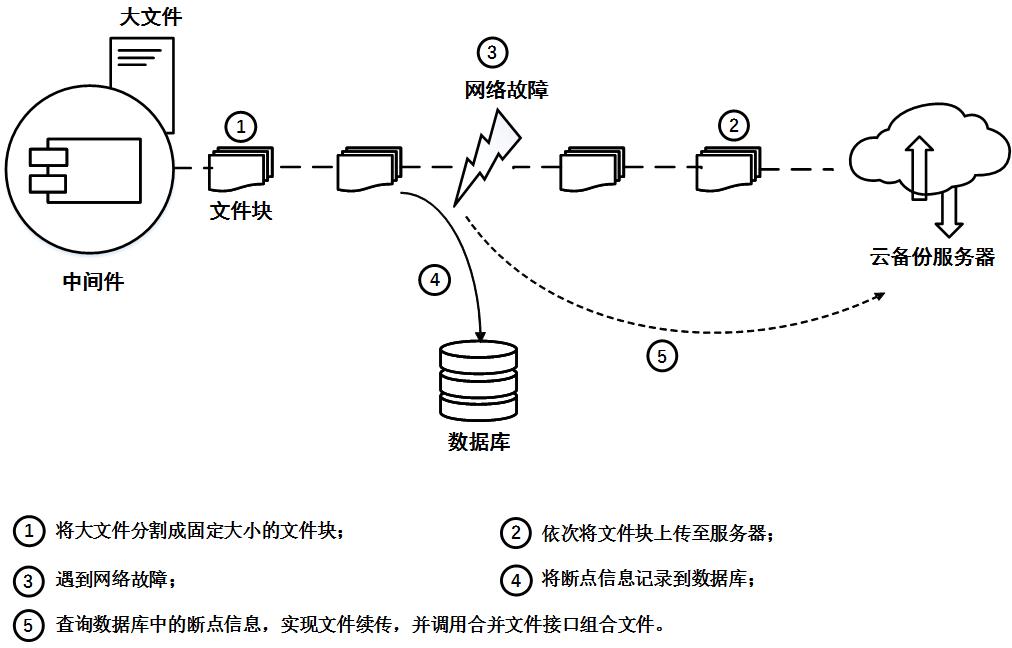 大文件
③
网络故障
①
②
文件块
云备份服务器
中间件
④
⑤
数据库
① 将大文件分割成固定大小的文件块；
② 依次将文件块上传至服务器；
③ 遇到网络故障；
④ 将断点信息记录到数据库；
⑤ 查询数据库中的断点信息，实现文件续传，并调用合并文件接口组合文件。